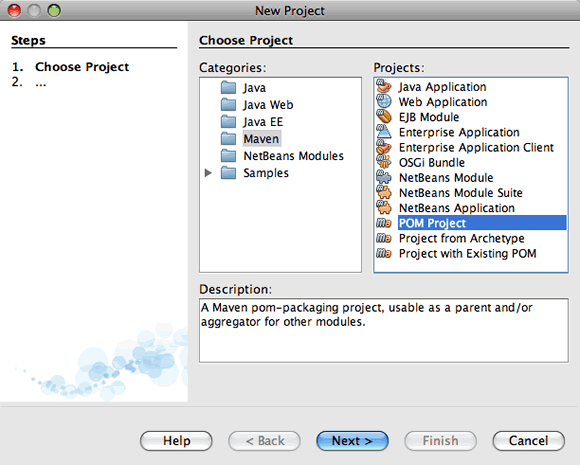 New Project
Steps
1. Choose Project
2. ...
Choose Project
Categories:
Java
Java Web
Java EE
Maven
NetBeans Modules
Samples
Projects:
Java Application
Web Application
EJB Module
Enterprise Application
Enterprise Application Client
OSGi Bundle
NetBeans Module
NetBeans Module Suite
NetBeans Application
POM Project
Project from Archetype
Project with Existing POM
Description:
A Maven pom-packaging project, usable as a parent and/or
aggregator for other modules.
Help
< Back
Next >
Finish
Cancel